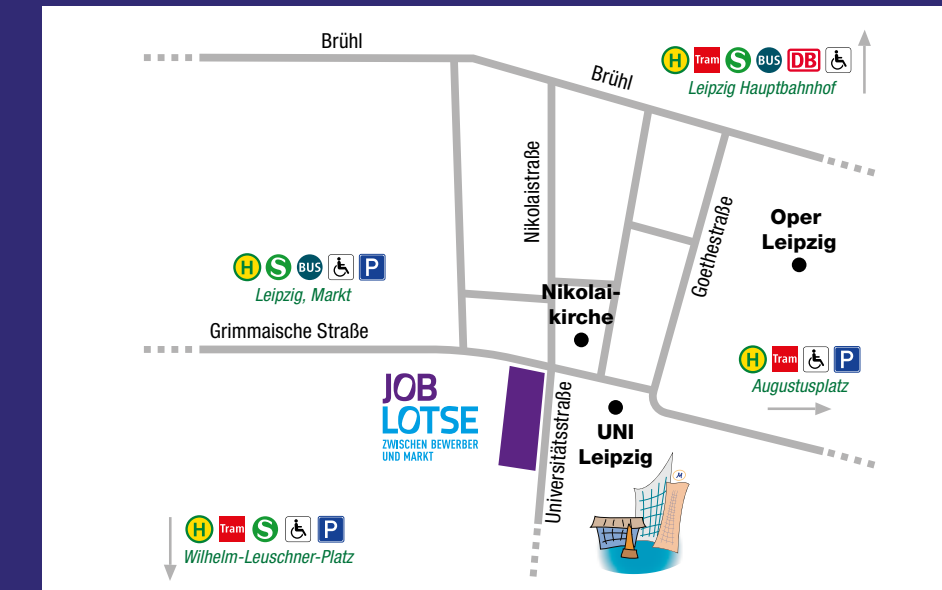 Brühl
Brühl
H Tram S BUS DB
Leipzig Hauptbahnhof
Nikolaistraße
Goethestraße
Oper
Leipzig
H S BUS P
Leipzig, Markt
Nikolai-
kirche
Grimmaische Straße
H Tram P
Augustusplatz
JOB
LOTSE
ZWISCHEN BEWERBER
UND MARKT
Universitätsstraße
UNI
Leipzig
M
H Tram S P
Wilhelm-Leuschner-Platz